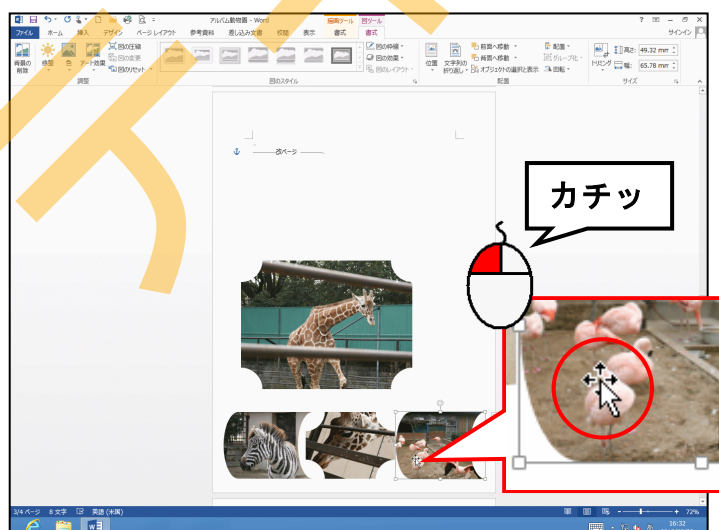 アルバム動物園 - Word
描画ツール 図ツール
サインイン
ファイル ホーム 挿入 デザイン ページ レイアウト 参考資料 差し込み文書 校閲 表示 書式 書式
背景の削除
修整 色 アート効果
図の圧縮
図の変更
図のリセット
調整
図のスタイル
図の枠線
図の効果
図のレイアウト
位置 文字列の折り返し
前面へ移動
背面へ移動
オブジェクトの選択と表示
配置
グループ化
回転
配置
トリミング
高さ: 49.32 mm
幅: 65.78 mm
サイズ
改ページ
カチッ
3/4 ページ 8 文字 英語 (米国)
72%
16:32